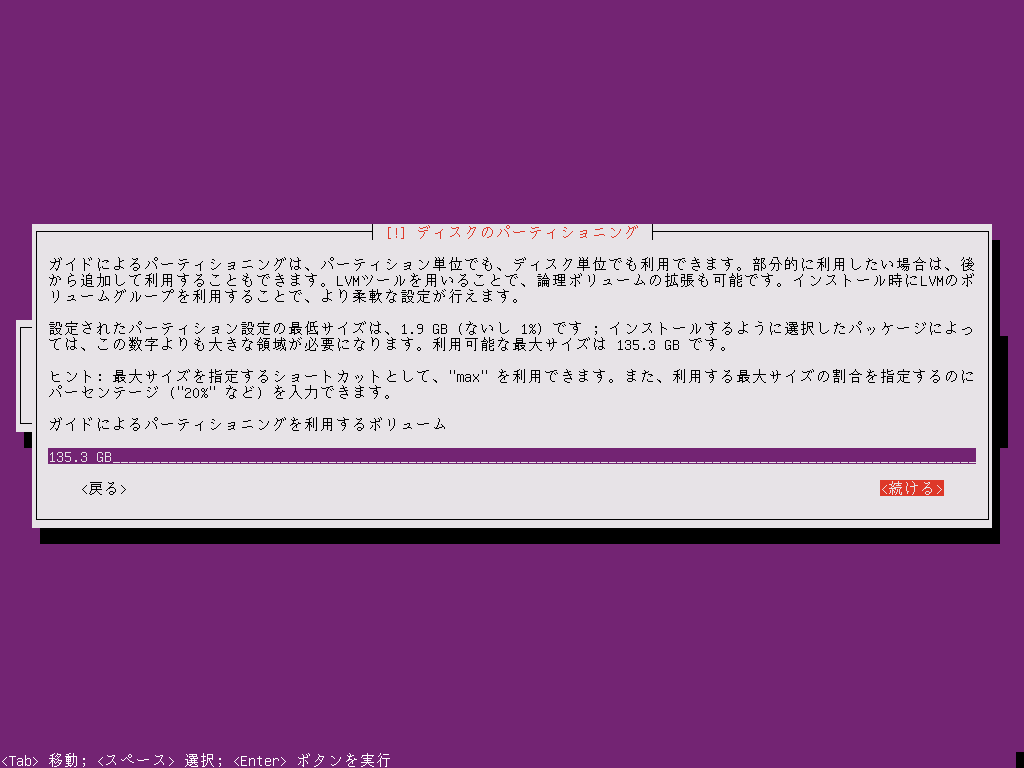 [!] ディスクのパーティショニング
ガイドによるパーティショニングは、パーティション単位でも、ディスク単位でも利用できます。部分的に利用したい場合は、後
から追加して利用することもできます。LVMツールを用いることで、論理ボリュームの拡張も可能です。インストール時にLVMのボ
リュームグループを利用することで、より柔軟な設定が行えます。
設定されたパーティション設定の最低サイズは、1.9 GB (ないし 1%) です ; インストールするように選択したパッケージによっ
ては、この数字よりも大きな領域が必要になります。利用可能な最大サイズは 135.3 GB です。
ヒント: 最大サイズを指定するショートカットとして、"max" を利用できます。また、利用する最大サイズの割合を指定するのに
パーセンテージ ("20%" など) を入力できます。
ガイドによるパーティショニングを利用するボリューム
135.3 GB
<戻る> <続ける>
<Tab> 移動; <スペース> 選択; <Enter> ボタンを実行